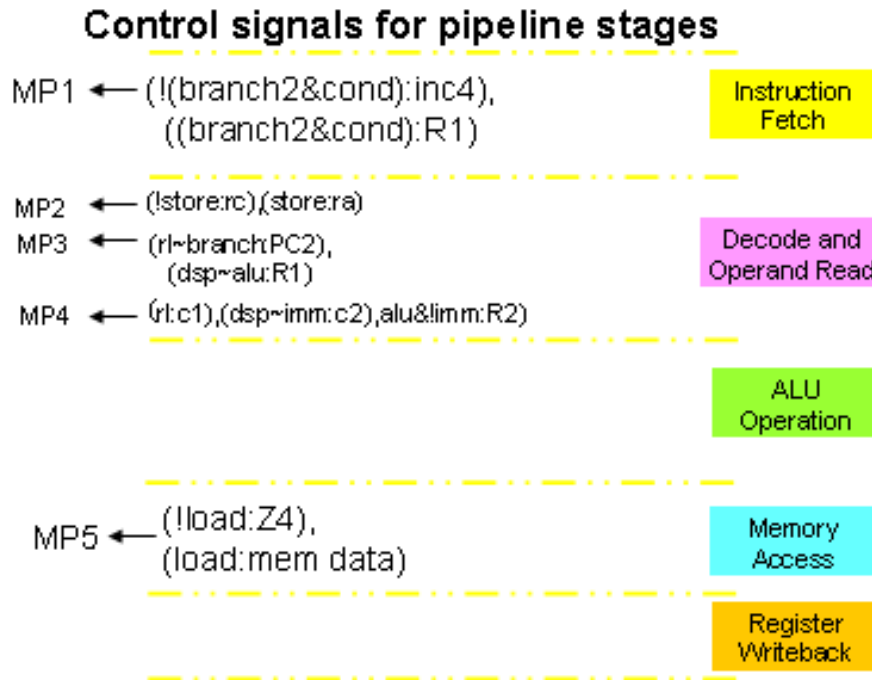 Control signals for pipeline stages
MP1 ← (!(branch2&cond):inc4),
((branch2&cond):R1)
Instruction
Fetch
MP2 ← (!store:rc),(store:ra)
MP3 ← (rl~branch:PC2),
(dsp~alu:R1)
Decode and
Operand Read
MP4 ← (rl:c1),(dsp~imm:c2),alu&!imm:R2)
ALU
Operation
MP5 ← (!load:Z4),
(load:mem data)
Memory
Access
Register
Writeback